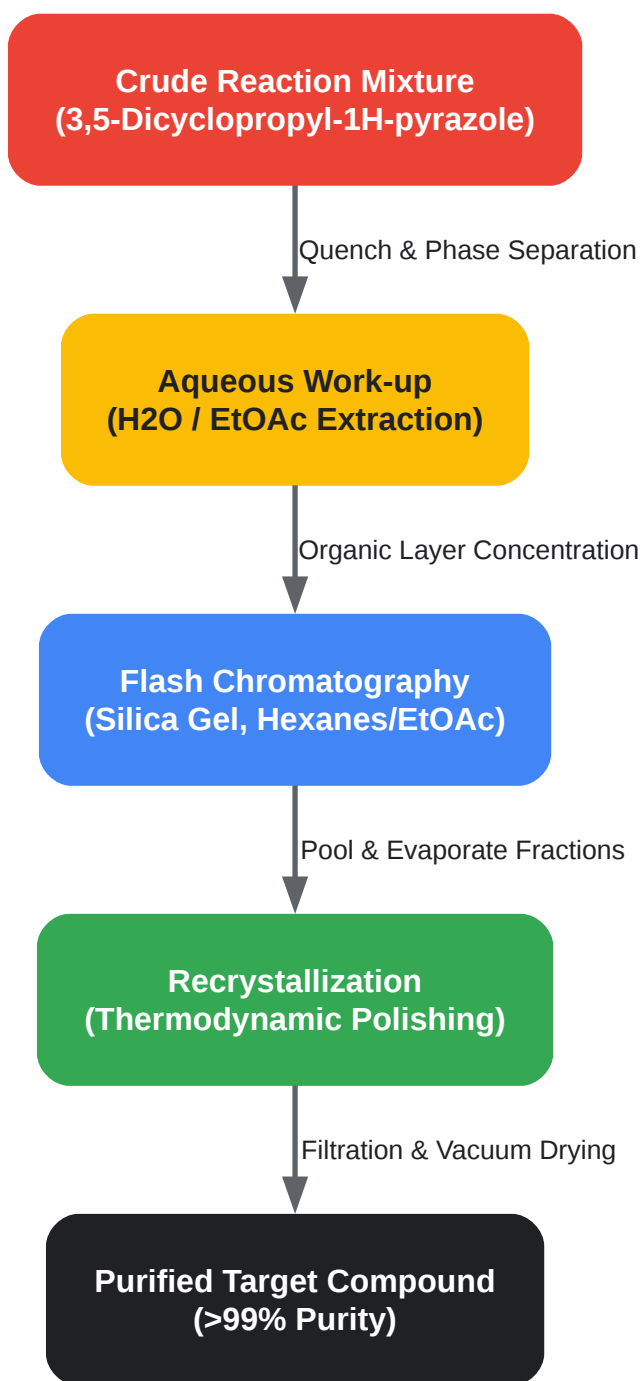 Crude Reaction Mixture
(3,5-Dicyclopropyl-1H-pyrazole)
Quench & Phase Separation
Aqueous Work-up
(H2O / EtOAc Extraction)
Organic Layer Concentration
Flash Chromatography
(Silica Gel, Hexanes/EtOAc)
Pool & Evaporate Fractions
Recrystallization
(Thermodynamic Polishing)
Filtration & Vacuum Drying
Purified Target Compound
(>99% Purity)